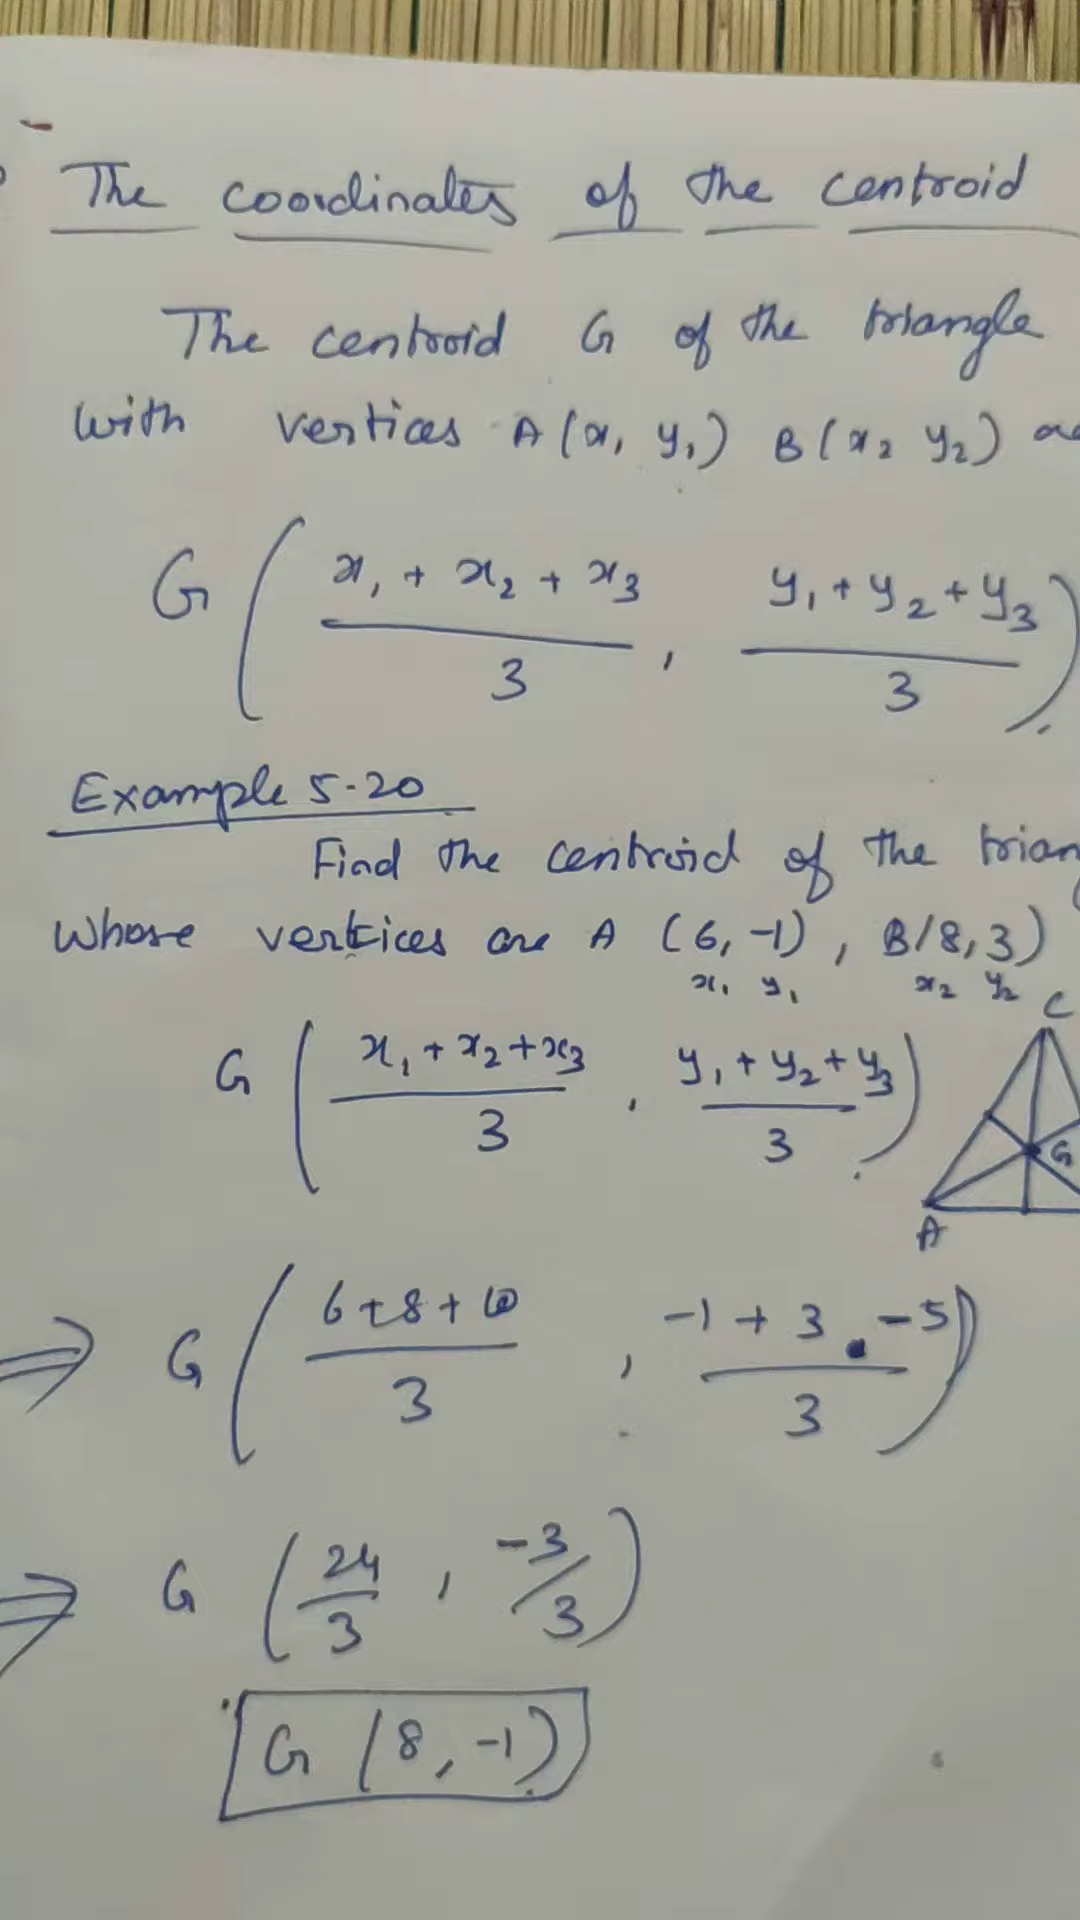 The coordinates of the centroid
The centroid G of the triangle
with vertices A(x₁ y₁) B(x₂ y₂)
G ( x₁ + x₂ + x₃ / 3 , y₁ + y₂ + y₃ / 3 )
Example 5.20
Find the centroid of the trian
whose vertices are A (6, -1), B(8,3)
x₁ y₁ x₂ y₂
G ( x₁ + x₂ + x₃ / 3 , y₁ + y₂ + y₃ / 3 )
C
G
A
⇒ G ( 6+8+10 / 3 , -1+3-5 / 3 )
⇒ G ( 24/3 , -3/3 )
G (8, -1)